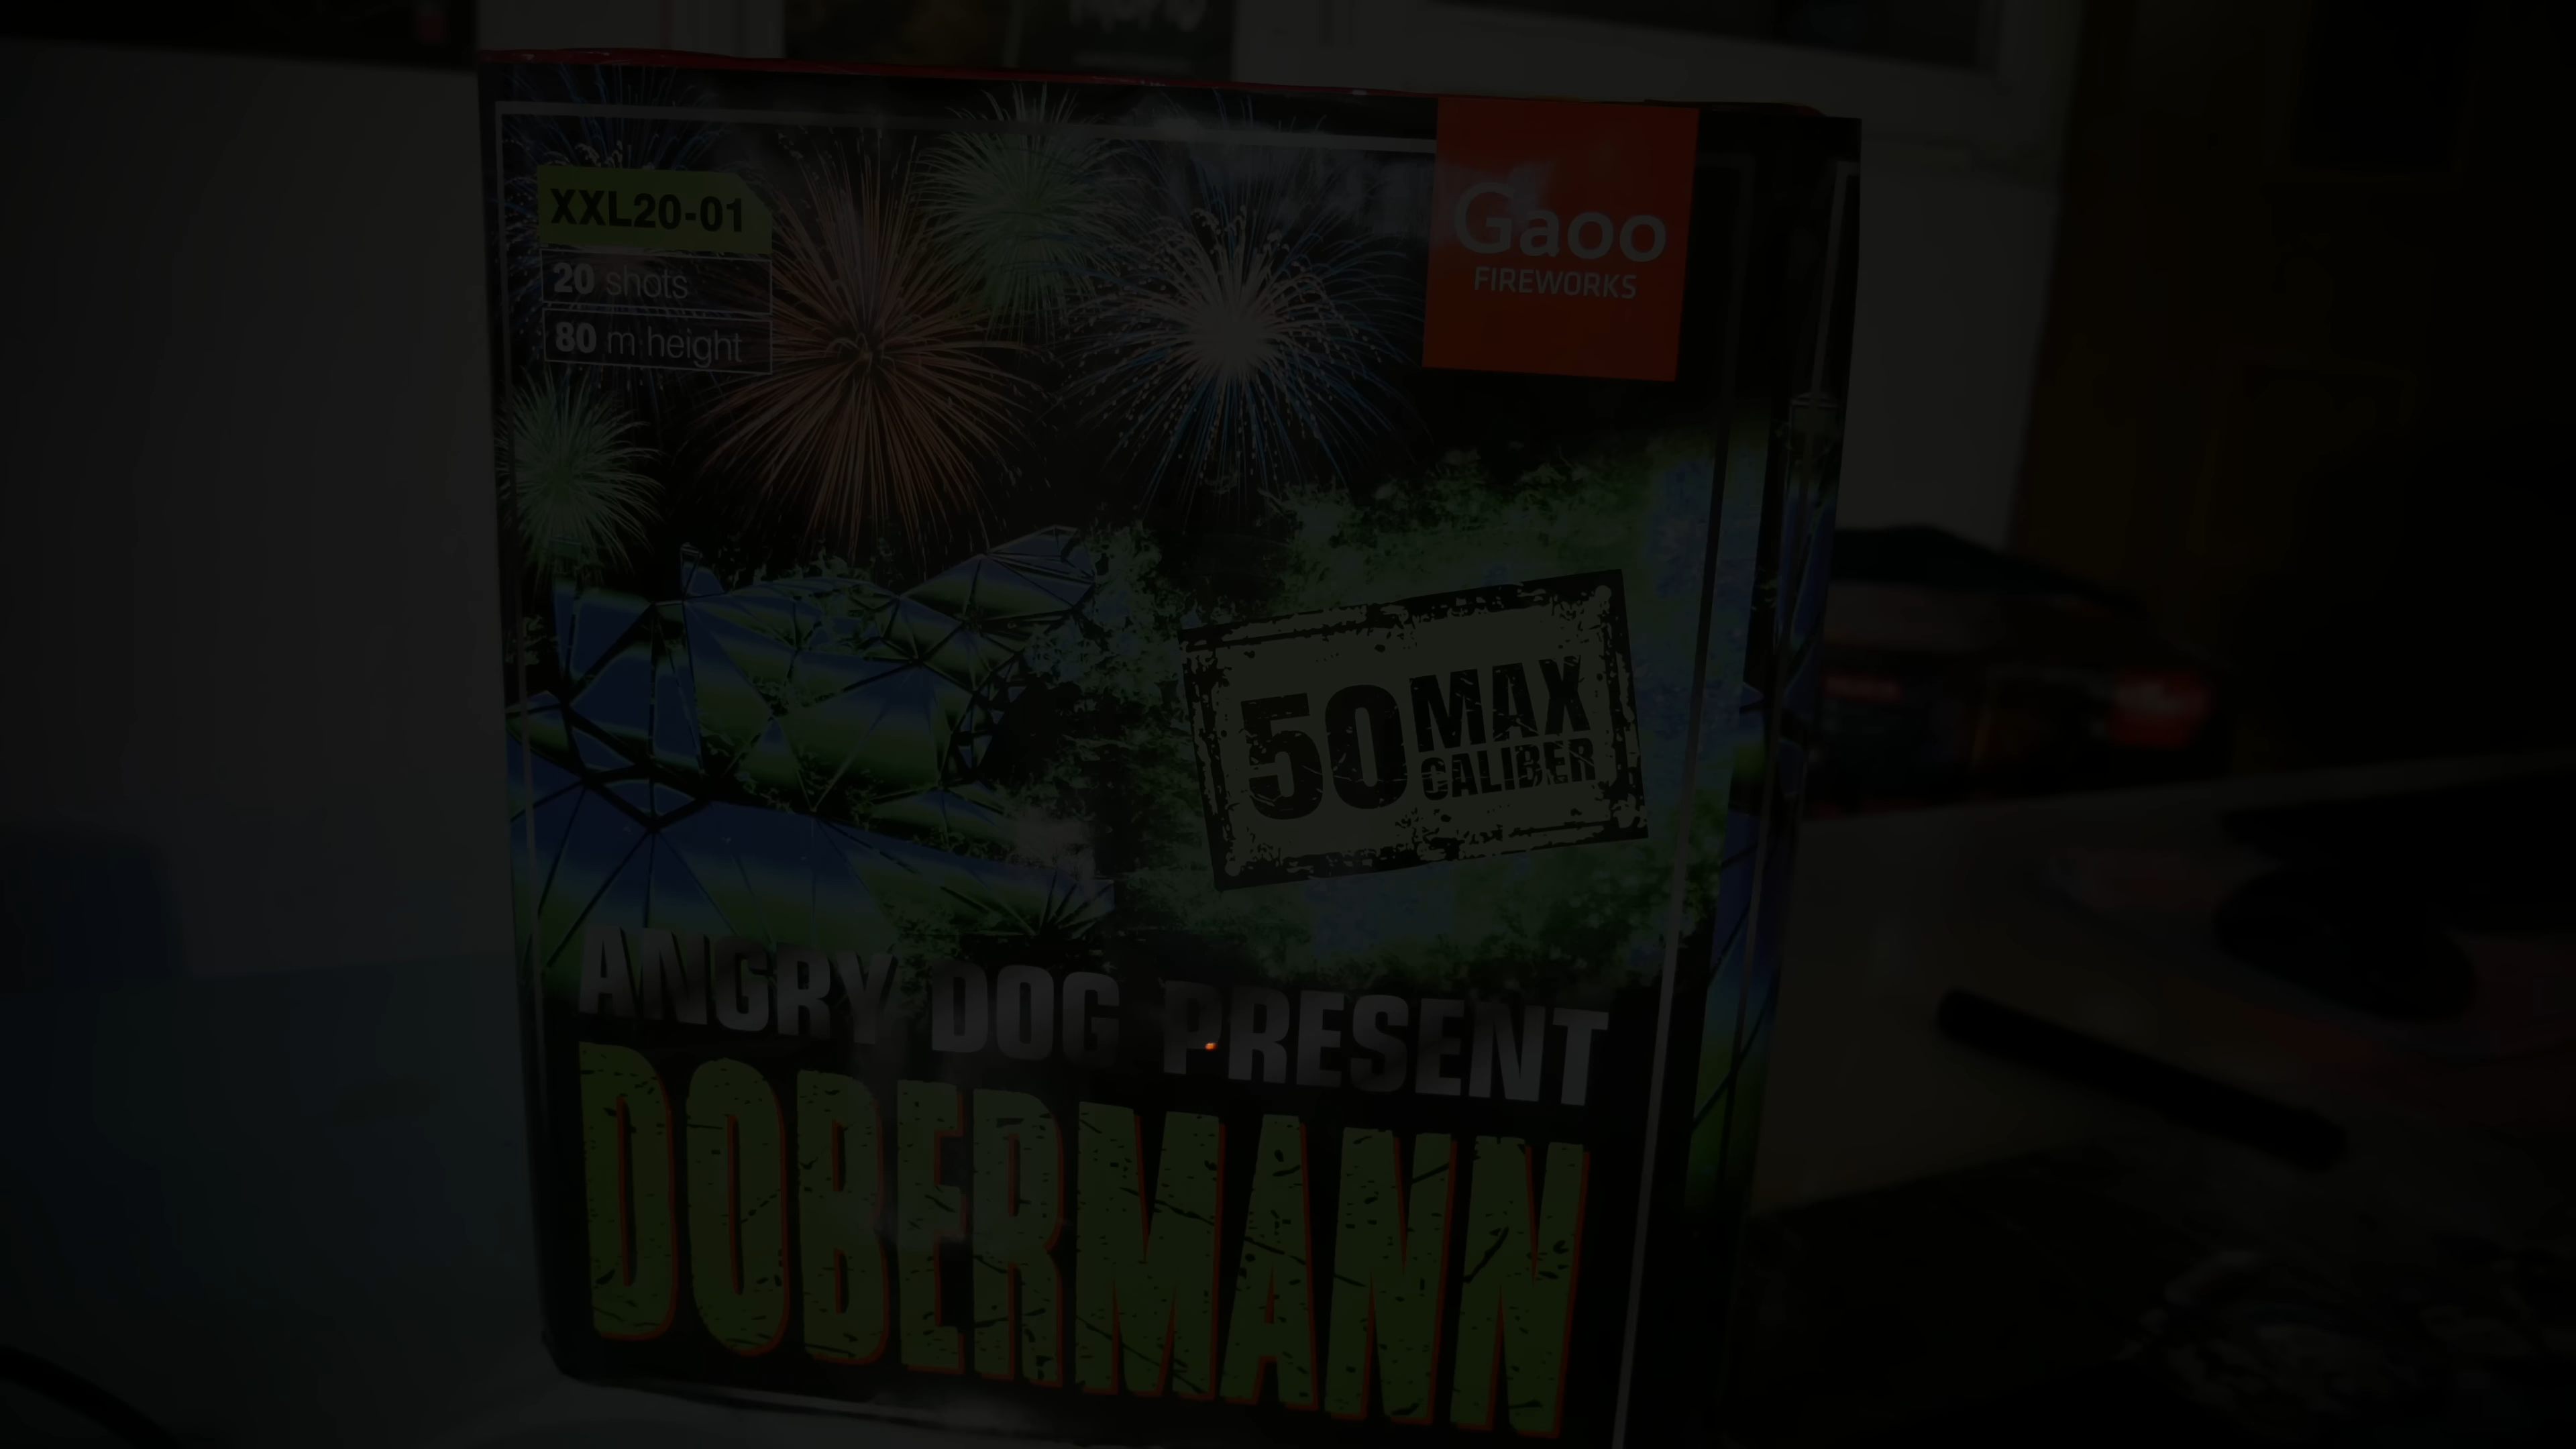 XXL20-01
20 shots
80 m height
Gaoo
FIREWORKS
50 MAX
CALIBER
ANGRY DOG PRESENT
DOBERMANN